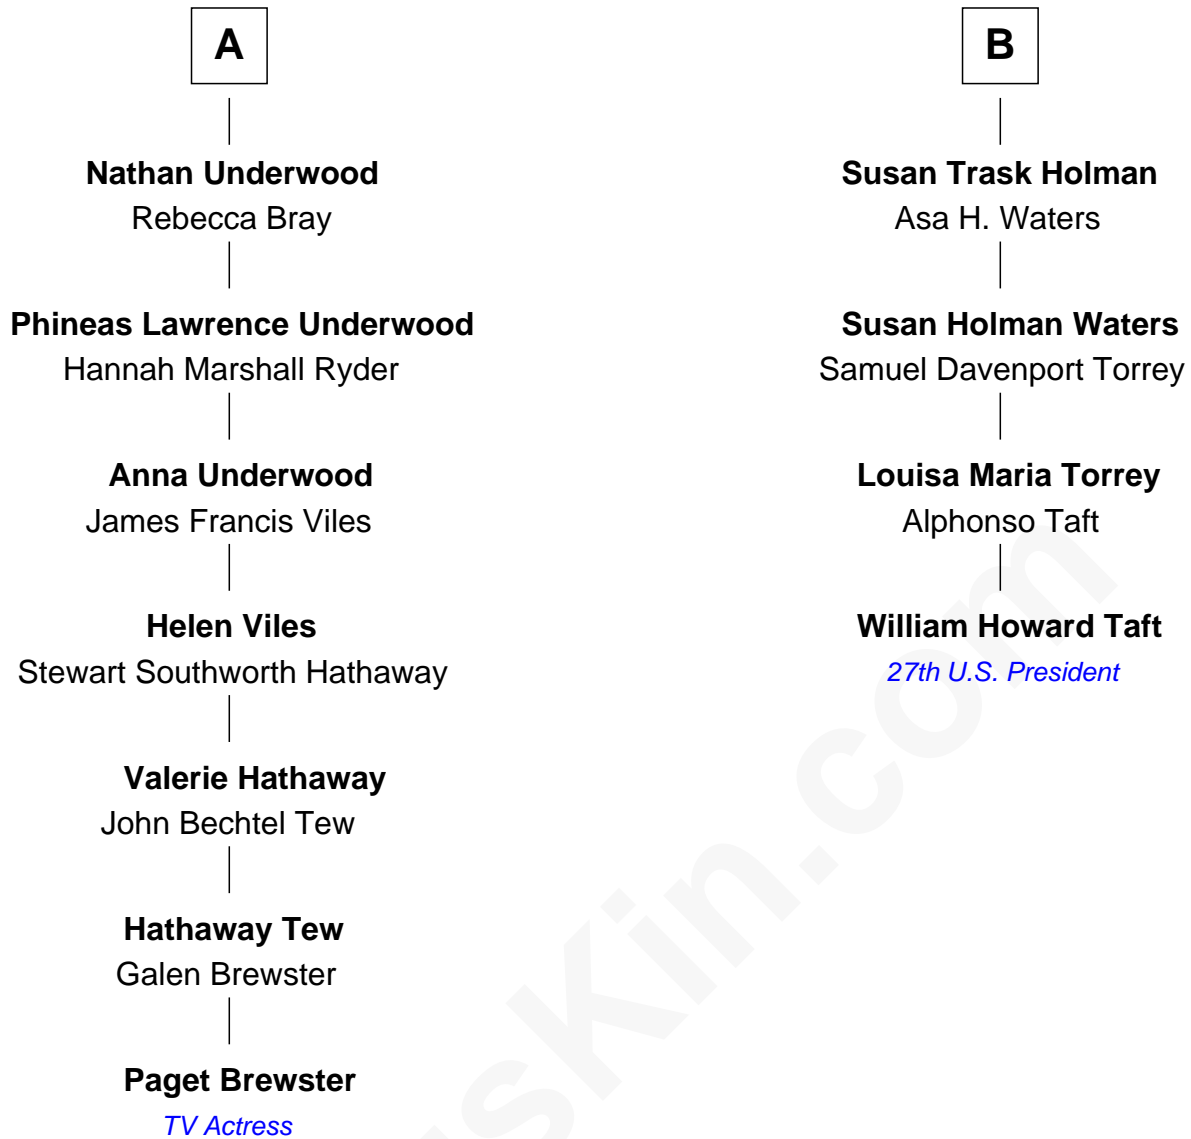 A
Nathan Underwood
Rebecca Bray
Phineas Lawrence Underwood
Hannah Marshall Ryder
Anna Underwood
James Francis Viles
Helen Viles
Stewart Southworth Hathaway
Valerie Hathaway
John Bechtel Tew
Hathaway Tew
Galen Brewster
Paget Brewster
TV Actress
B
Susan Trask Holman
Asa H. Waters
Susan Holman Waters
Samuel Davenport Torrey
Louisa Maria Torrey
Alphonso Taft
William Howard Taft
27th U.S. President
sKin.com